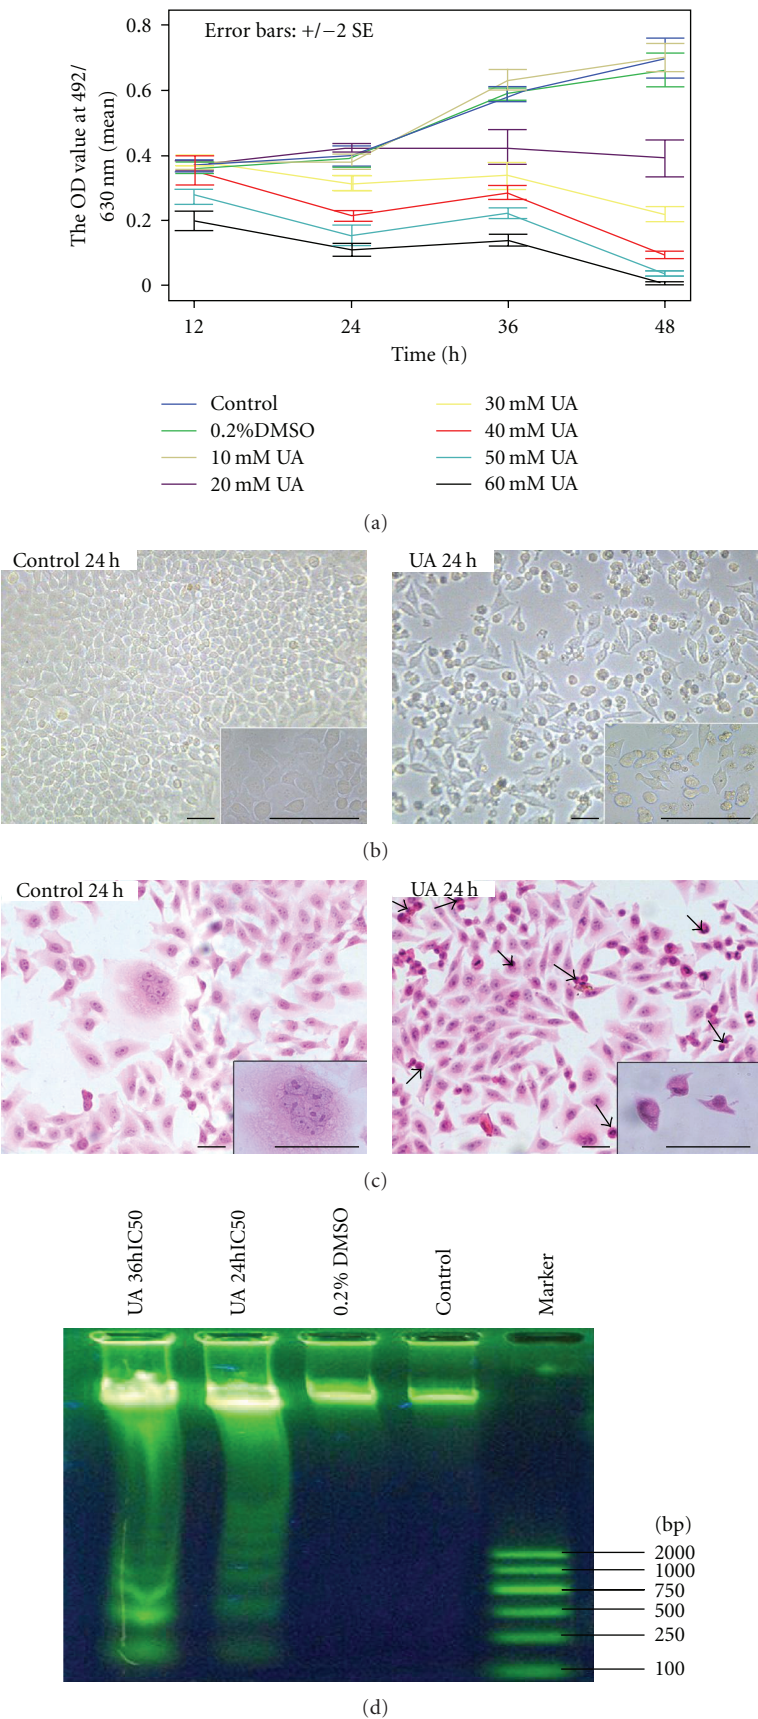 Error bars: +/−2 SE
The OD value at 492/
630 nm (mean)
0.8
0.6
0.4
0.2
0
12 24 36 48
Time (h)
Control
0.2%DMSO
10 mM UA
20 mM UA
30 mM UA
40 mM UA
50 mM UA
60 mM UA
(a)
Control 24 h
UA 24 h
(b)
Control 24 h
UA 24 h
(c)
UA 36hIC50
UA 24hIC50
0.2% DMSO
Control
Marker
(bp)
2000
1000
750
500
250
100
(d)